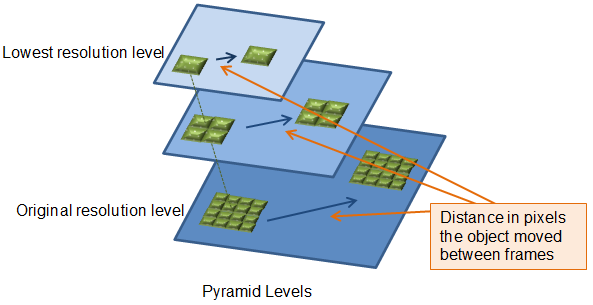 Lowest resolution level
Original resolution level
Distance in pixels
the object moved
between frames
Pyramid Levels